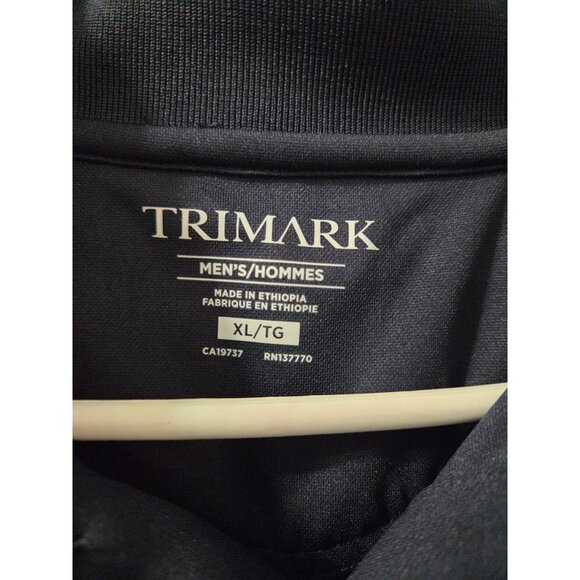 TRIMARK
MEN'S/HOMMES
MADE IN ETHIOPIA
FABRIQUE EN ETHIOPIE
XL/TG
CA19737 RN137770